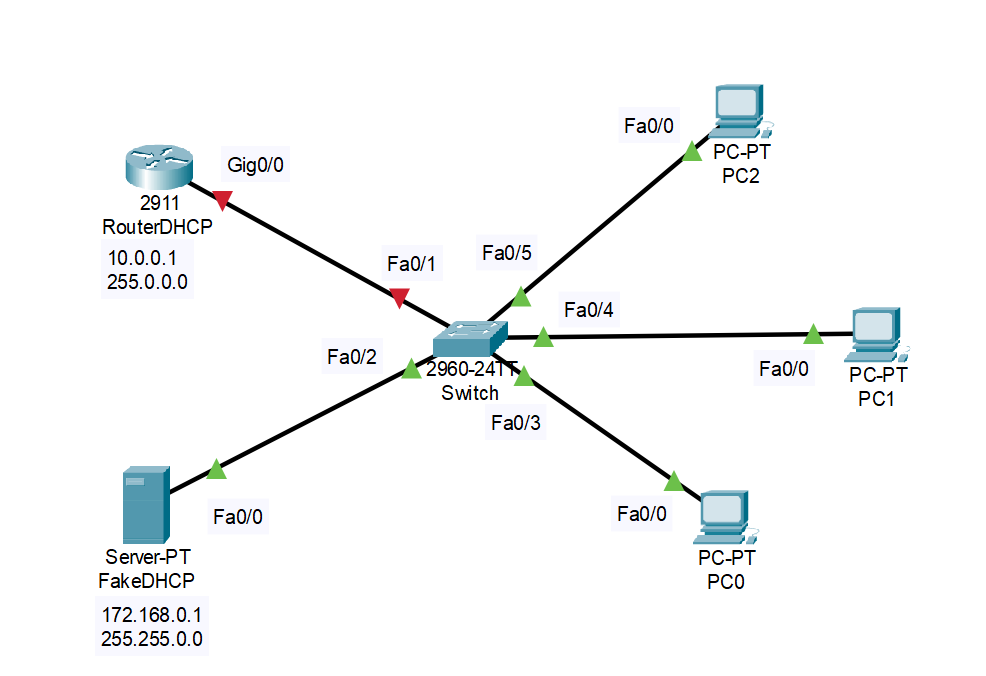 Fa0/0
PC-PT
PC2
Gig0/0
2911
RouterDHCP
10.0.0.1
255.0.0.0
Fa0/1
Fa0/5
Fa0/4
Fa0/2
2960-24TT
Switch
Fa0/3
Fa0/0
PC-PT
PC1
Fa0/0
Server-PT
FakeDHCP
172.168.0.1
255.255.0.0
Fa0/0
PC-PT
PC0